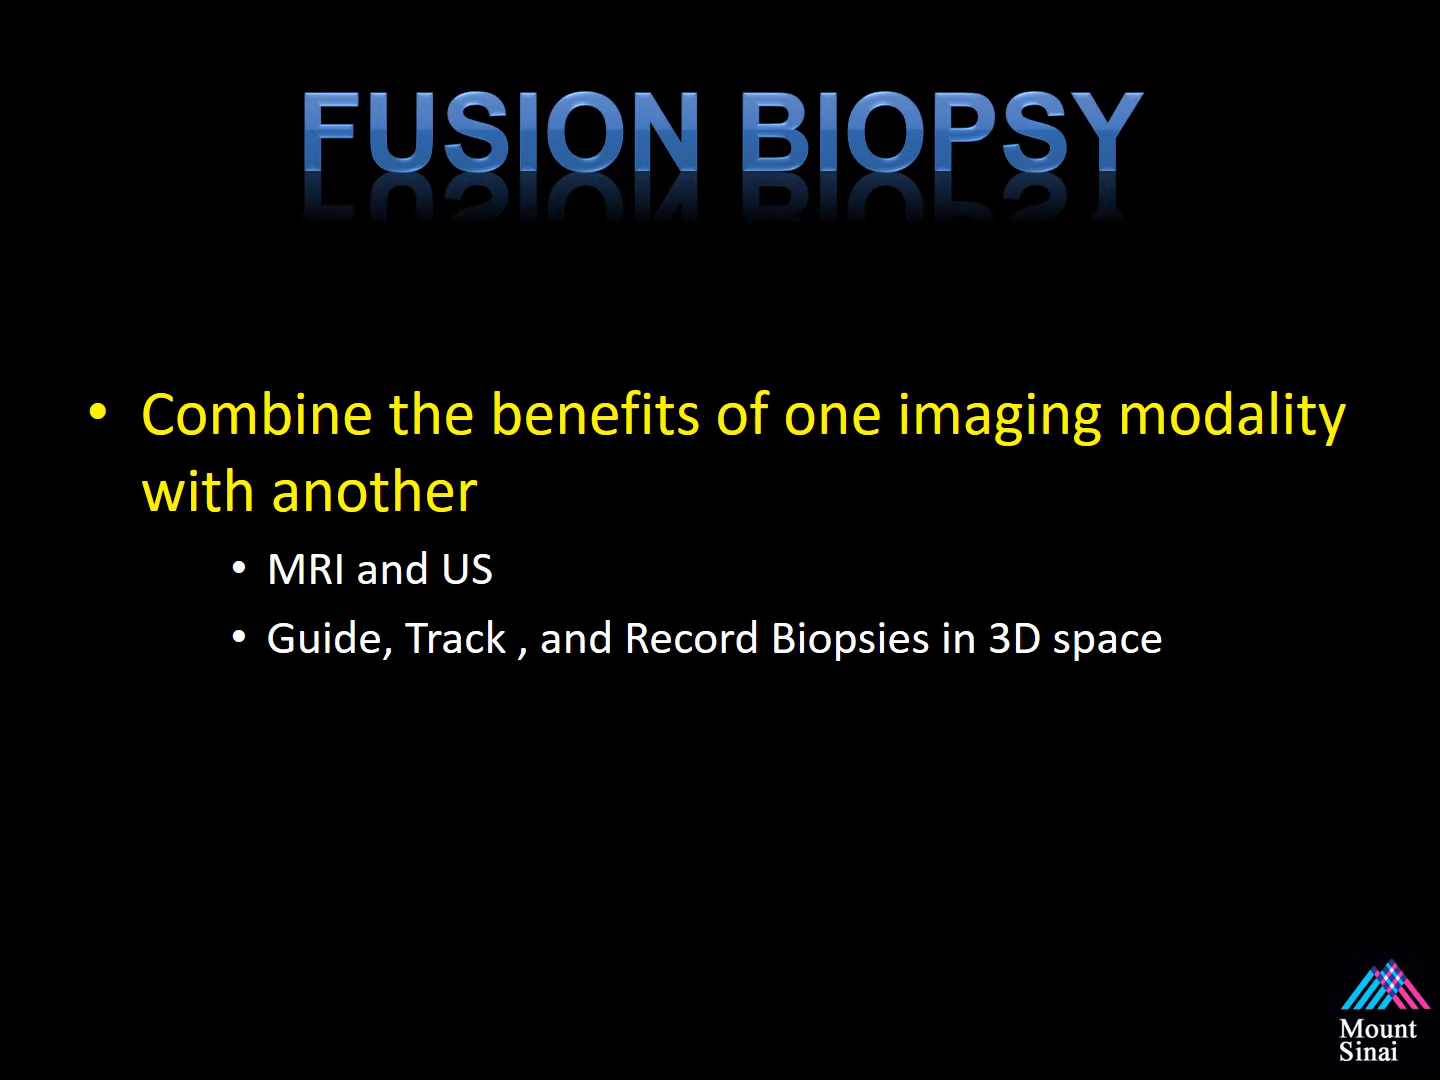 FUSION BIOPSY
• Combine the benefits of one imaging modality
with another
• MRI and US
• Guide, Track , and Record Biopsies in 3D space
Mount
Sinai